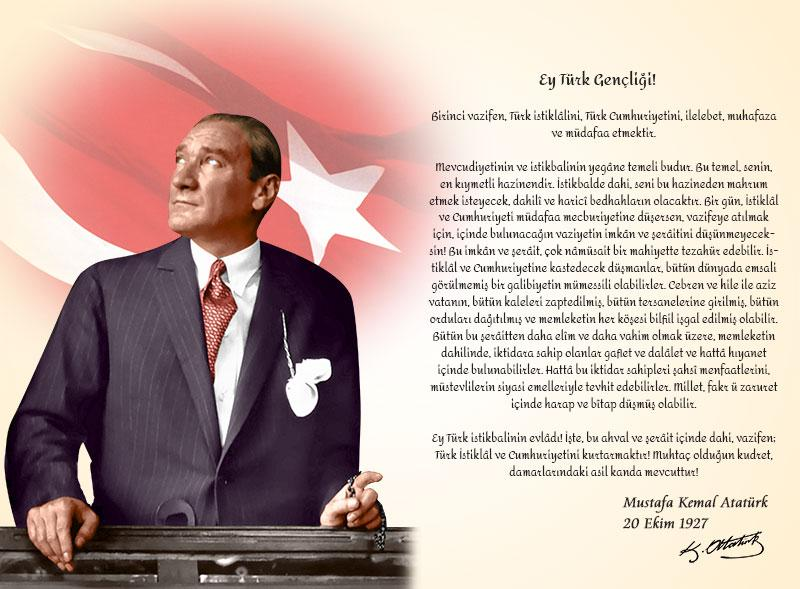 Ey Türk Gençliği!
Birinci vazifen, Türk istiklâlini, Türk Cumhuriyetini, ilelebet, muhafaza
ve müdafaa etmektir.
Mevcudiyetinin ve istikbalinin yegâne temeli budur. Bu temel, senin,
en kıymetli hazinendir. İstikbalde dahi, seni bu hazineden mahrum
etmek isteyecek, dahilî ve haricî bedhahların olacaktır. Bir gün, İstiklâl
ve Cumhuriyeti müdafaa mecburiyetine düşersen, vazifeye atılmak
için, içinde bulunacağın vaziyetin imkân ve şerâitini düşünmeyecek-
sin! Bu imkân ve şerâit, çok nâmüsait bir mahiyette tezahür edebilir. İs-
tiklâl ve Cumhuriyetine kastedecek düşmanlar, bütün dünyada emsali
görülmemiş bir galibiyetin mümessili olabilirler. Cebren ve hile ile aziz
vatanın, bütün kaleleri zaptedilmiş, bütün tersanelerine girilmiş, bütün
orduları dağıtılmış ve memleketin her köşesi bilfiil işgal edilmiş olabilir.
Bütün bu şerâitten daha elîm ve daha vahim olmak üzere, memleketin
dahilinde, iktidara sahip olanlar gaflet ve dalâlet ve hattâ hıyanet
içinde bulunabilirler. Hattâ bu iktidar sahipleri şahsî menfaatlerini,
müstevlilerin siyasi emelleriyle tevhit edebilirler. Millet, fakr ü zaruret
içinde harap ve bîtap düşmüş olabilir.
Ey Türk istikbalinin evlâdı! İşte, bu ahval ve şerâit içinde dahi, vazifen;
Türk İstiklâl ve Cumhuriyetini kurtarmaktır! Muhtaç olduğun kudret,
damarlarındaki asil kanda mevcuttur!
Mustafa Kemal Atatürk
20 Ekim 1927
K. Atatürk